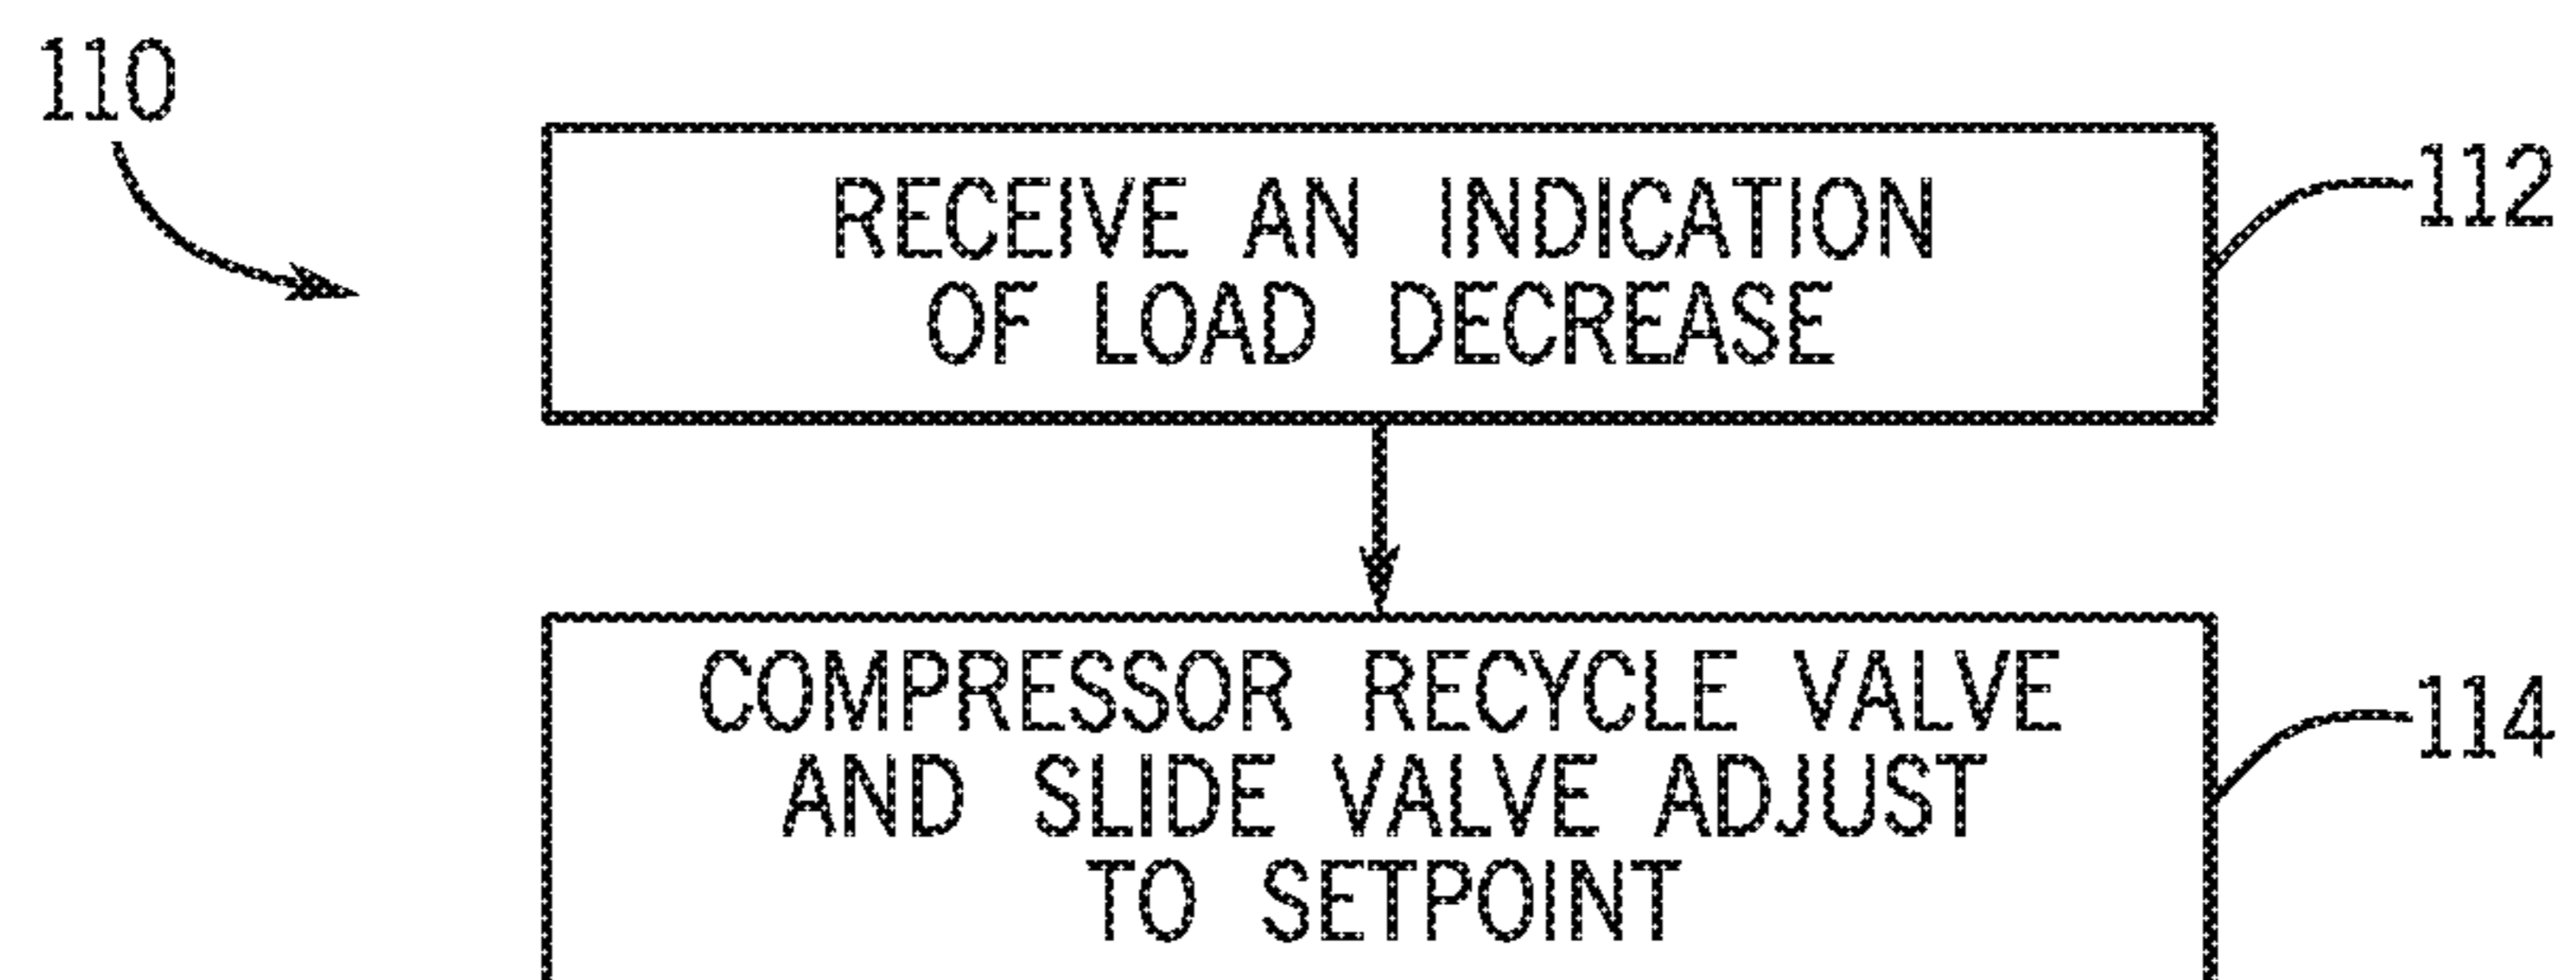 110
RECEIVE AN INDICATION
OF LOAD DECREASE
112
COMPRESSOR RECYCLE VALVE
AND SLIDE VALVE ADJUST
TO SETPOINT
114